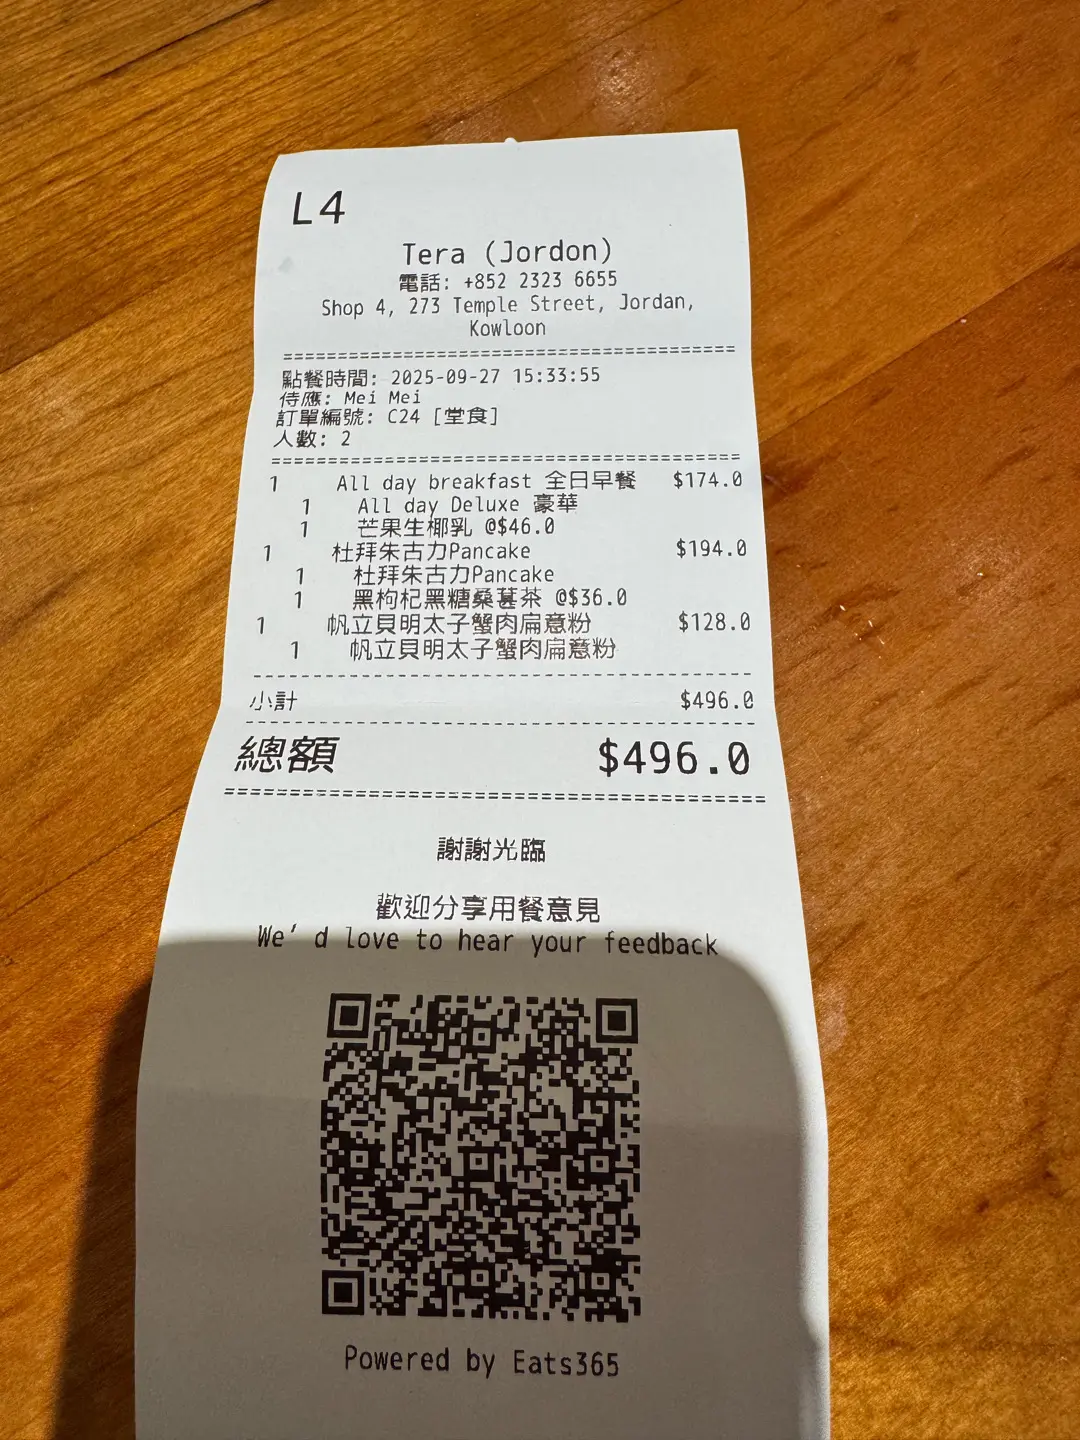 L4
Tera (Jordon)
電話: +852 2323 6655
Shop 4, 273 Temple Street, Jordan,
Kowloon
點餐時間: 2025-09-27 15:33:55
侍應: Mei Mei
訂單編號: C24 [堂食]
人數: 2
1 All day breakfast 全日早餐 $174.0
1 All day Deluxe 豪華
1 芒果生椰乳 @$46.0
1 杜拜朱古力Pancake $194.0
1 杜拜朱古力Pancake
1 黑枸杞黑糖桑葚茶 @$36.0
1 帆立貝明太子蟹肉扁意粉 $128.0
1 帆立貝明太子蟹肉扁意粉
小計 $496.0
總額 $496.0
謝謝光臨
歡迎分享用餐意見
We'd love to hear your feedback
Powered by Eats365